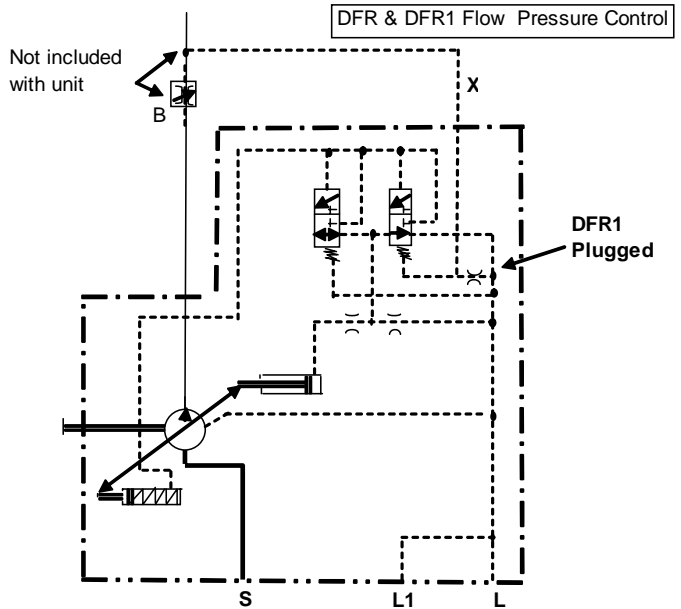 DFR & DFR1 Flow Pressure Control
Not included
with unit
X
B
DFR1
Plugged
S
L1
L